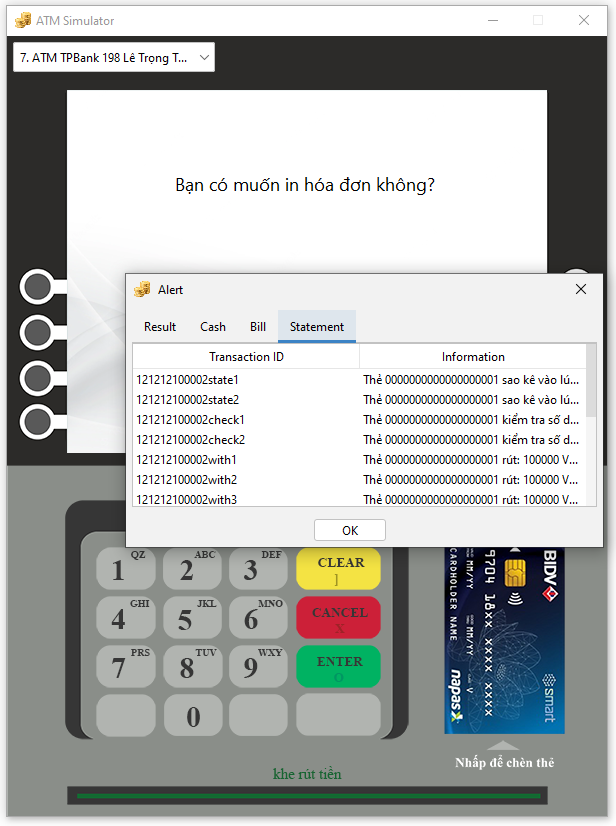 ATM Simulator
7. ATM TPBank 198 Lê Trọng T...
Bạn có muốn in hóa đơn không?
Alert
Result Cash Bill Statement
Transaction ID Information
121212100002state1 Thẻ 0000000000000000001 sao kê vào lú...
121212100002state2 Thẻ 0000000000000000001 sao kê vào lú...
121212100002check1 Thẻ 0000000000000000001 kiểm tra số d...
121212100002check2 Thẻ 0000000000000000001 kiểm tra số d...
121212100002with1 Thẻ 0000000000000000001 rút: 100000 V...
121212100002with2 Thẻ 0000000000000000001 rút: 100000 V...
121212100002with3 Thẻ 0000000000000000001 rút: 100000 V...
OK
1 QZ 2 ABC 3 DEF CLEAR ]
4 GHI 5 JKL 6 MNO CANCEL X
7 PRS 8 TUV 9 WXY ENTER O
0
BIDV
9704 18xx xxxx xxxx
MM/YY MM/YY V
CARDHOLDER NAME
napas
smart
Nhấp để chèn thẻ
khe rút tiền